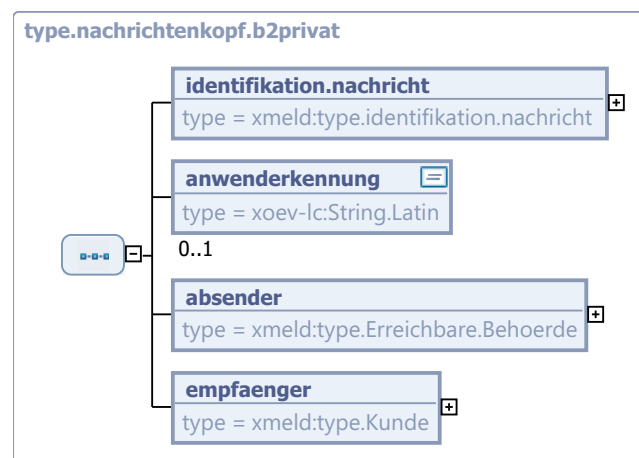 type.nachrichtenkopf.b2privat
identifikation.nachricht
type = xmeld:type.identifikation.nachricht
anwenderkennung
type = xoev-lc:String.Latin
0..1
absender
type = xmeld:type.Erreichbare.Behoerde
empfaenger
type = xmeld:type.Kunde